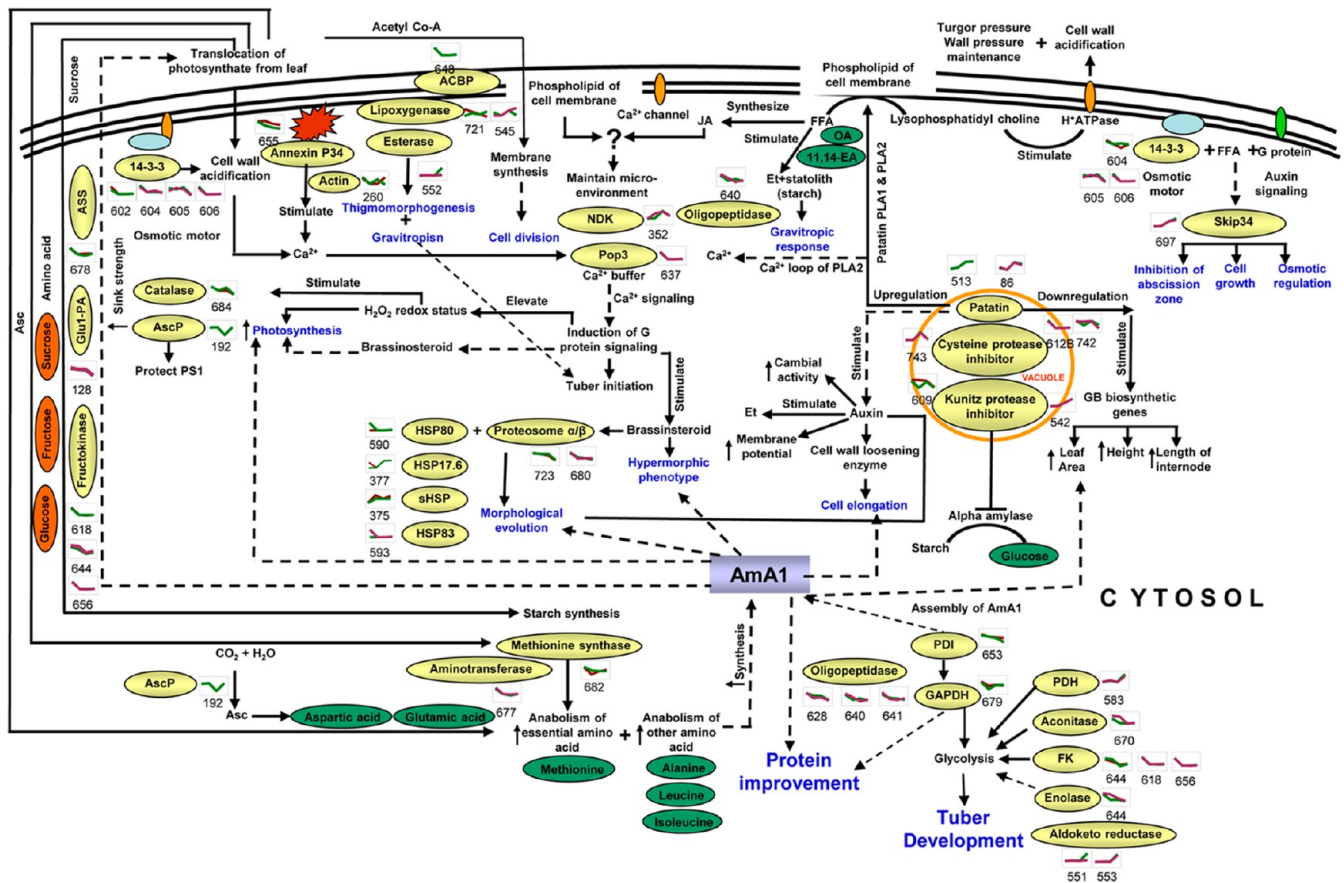 Acetyl Co-A
Translocation of
photosynthate from leaf
Sucrose
648
ACBP
Lipoxygenase
721
545
Esterase
552
Thigmomorphogenesis
+
Gravitropisn
655
Annexin P34
Actin
260
Stimulate
Ca²⁺
14-3-3
602
604
605
606
Osmotic motor
Cell wall
acidification
Membrane
synthesis
Cell division
Phospholipid of
cell membrane
?
Maintain micro-
environment
Ca²⁺ channel
JA
Synthesize
FFA
Stimulate
OA
11,14-EA
Et+statolith
(starch)
Gravitropic
response
640
Oligopeptidase
NDK
352
Pop3
637
Ca²⁺ buffer
Ca²⁺
Ca²⁺ loop of PLA2
Ca²⁺ signaling
Phospholipid of
cell membrane
Lysophosphatidyl choline
Stimulate
H⁺ATPase
Turgor pressure
Wall pressure
maintenance
+
Cell wall
acidification
604
14-3-3
+FFA
+G protein
605
606
Osmotic
motor
Auxin
signaling
Skip34
697
Inhibition of
abscission
zone
Cell
growth
Osmotic
regulation
Patatin PLA1 & PLA2
Asc
Amino acid
Sucrose
Fructose
Glucose
ASS
678
Glu1-PA
128
Fructokinase
618
644
656
Sink strength
Catalase
684
AscP
192
Protect PS1
Stimulate
H₂O₂ redox status
Elevate
Photosynthesis
Brassinosteroid
Induction of G
protein signaling
Tuber initiation
Stimulate
Brassinsteroid
Hypermorphic
phenotype
590
HSP80
+
Proteosome α/β
723
680
377
HSP17.6
375
sHSP
593
HSP83
Morphological
evolution
513
86
Upregulation
Patatin
Downregulation
743
Cysteine protease
inhibitor
612B
742
VACUOLE
609
Kunitz protease
inhibitor
542
Stimulate
GB biosynthetic
genes
Leaf
Area
Height
Length of
internode
Stimulate
Cambial
activity
Et
Stimulate
Auxin
Membrane
potential
Cell wall loosening
enzyme
Cell elongation
Alpha amylase
Starch
Glucose
AmA1
CYTOSOL
Starch synthesis
CO₂ + H₂O
AscP
192
Asc
Aspartic acid
Glutamic acid
Methionine synthase
Aminotransferase
682
677
Anabolism of
essential amino
acid
+
Anabolism of
other amino
acid
Methionine
Alanine
Leucine
Isoleucine
Synthesis
Assembly of AmA1
PDI
653
Oligopeptidase
628
640
641
GAPDH
679
Glycolysis
Protein
improvement
Tuber
Development
PDH
583
Aconitase
670
FK
644
618
656
Enolase
644
Aldoketo reductase
551
553